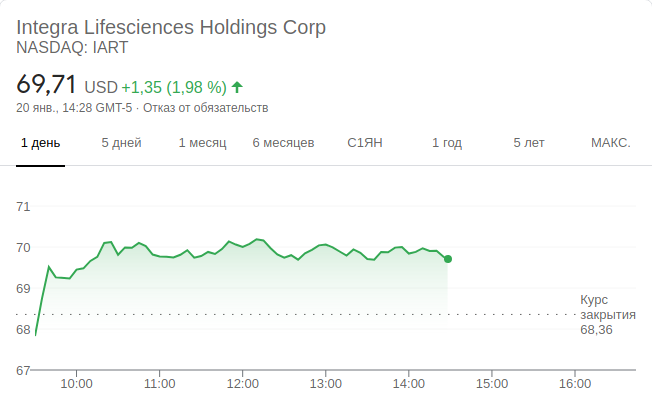 Integra Lifesciences Holdings Corp
NASDAQ: IART
69,71 USD +1,35 (1,98 %)
20 янв., 14:28 GMT-5 · Отказ от обязательств
1 день 5 дней 1 месяц 6 месяцев С1ЯН 1 год 5 лет МАКС.
71
70
69
Курс
закрытия
68
68,36
67
10:00 11:00 12:00 13:00 14:00 15:00 16:00